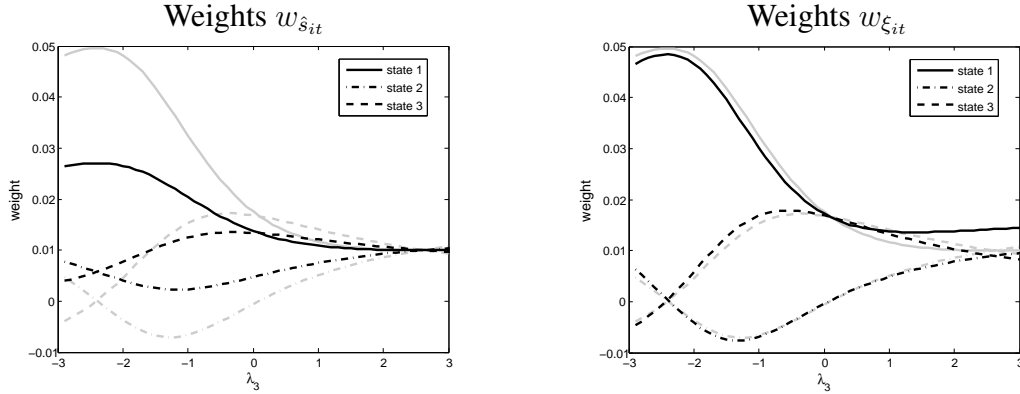 Weights $w_{\hat{s}_{it}}$
0.05
0.04
0.03
0.02
0.01
0
−0.01
weight
−3 −2 −1 0 1 2 3
λ̂₃
state 1
state 2
state 3
Weights $w_{\xi_{it}}$
0.05
0.04
0.03
0.02
0.01
0
−0.01
weight
−3 −2 −1 0 1 2 3
λ̂₃
state 1
state 2
state 3